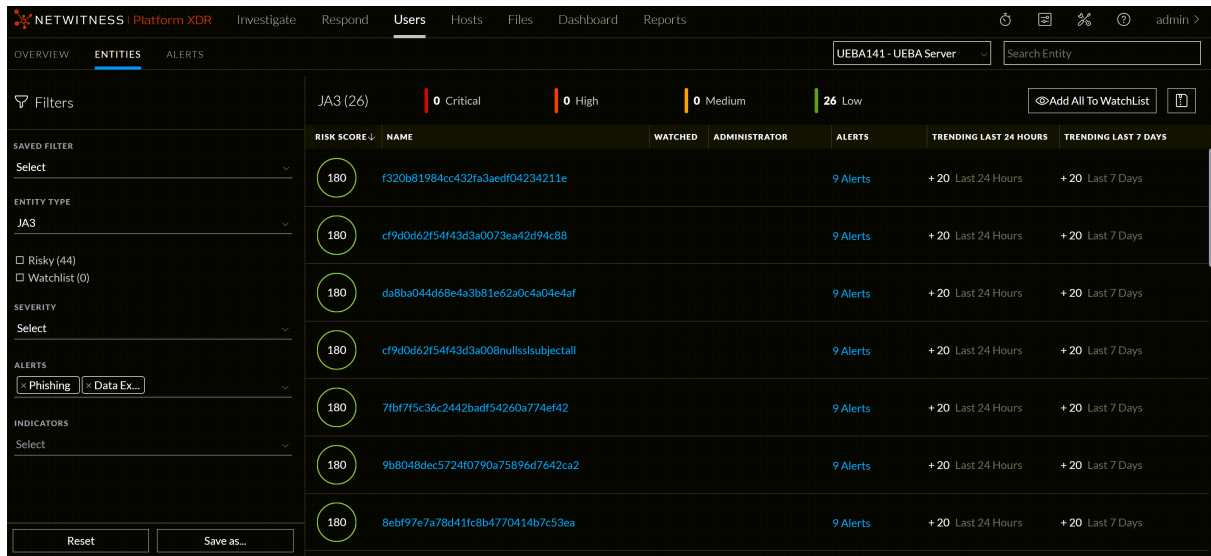 NETWITNESS Platform XDR Investigate Respond Users Hosts Files Dashboard Reports admin >
OVERVIEW ENTITIES ALERTS UEBA141 - UEBA Server Search Entity
Filters
SAVED FILTER
Select
ENTITY TYPE
JA3
Risky (44)
Watchlist (0)
SEVERITY
Select
ALERTS
× Phishing × Data Ex...
INDICATORS
Select
Reset Save as...
JA3 (26) 0 Critical 0 High 0 Medium 26 Low Add All To WatchList
RISK SCORE↓ NAME WATCHED ADMINISTRATOR ALERTS TRENDING LAST 24 HOURS TRENDING LAST 7 DAYS
180 f320b81984cc432fa3aedf04234211e 9 Alerts + 20 Last 24 Hours + 20 Last 7 Days
180 cf9d0d62f54f43d3a0073ea42d94c88 9 Alerts + 20 Last 24 Hours + 20 Last 7 Days
180 da8ba044d68e4a3b81e62a0c4a04e4af 9 Alerts + 20 Last 24 Hours + 20 Last 7 Days
180 cf9d0d62f54f43d3a008nullsslsubjectall 9 Alerts + 20 Last 24 Hours + 20 Last 7 Days
180 7fbf7f5c36c2442badf54260a774ef42 9 Alerts + 20 Last 24 Hours + 20 Last 7 Days
180 9b8048dec5724f0790a75896d7642ca2 9 Alerts + 20 Last 24 Hours + 20 Last 7 Days
180 8ebf97e7a78d41fc8b4770414b7c53ea 9 Alerts + 20 Last 24 Hours + 20 Last 7 Days